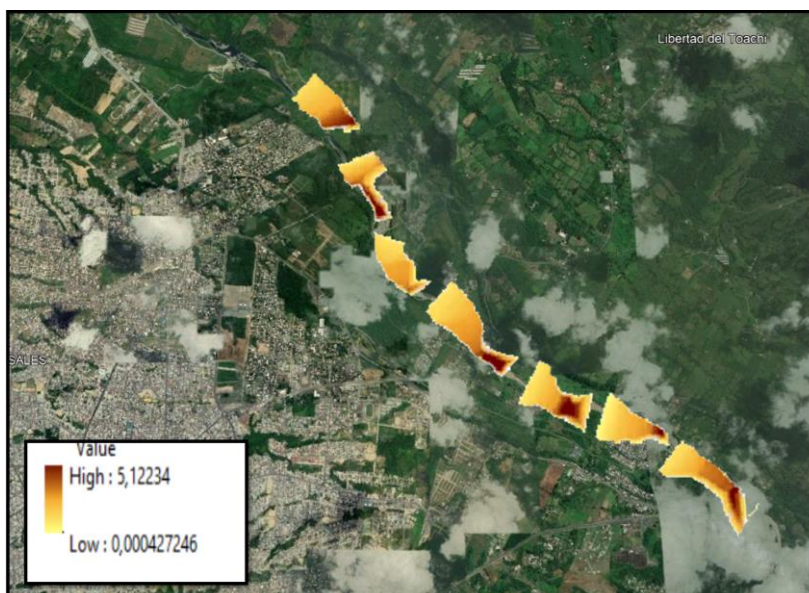 Libertad del Toachi
SALES
Value
High : 5,12234
Low : 0,000427246